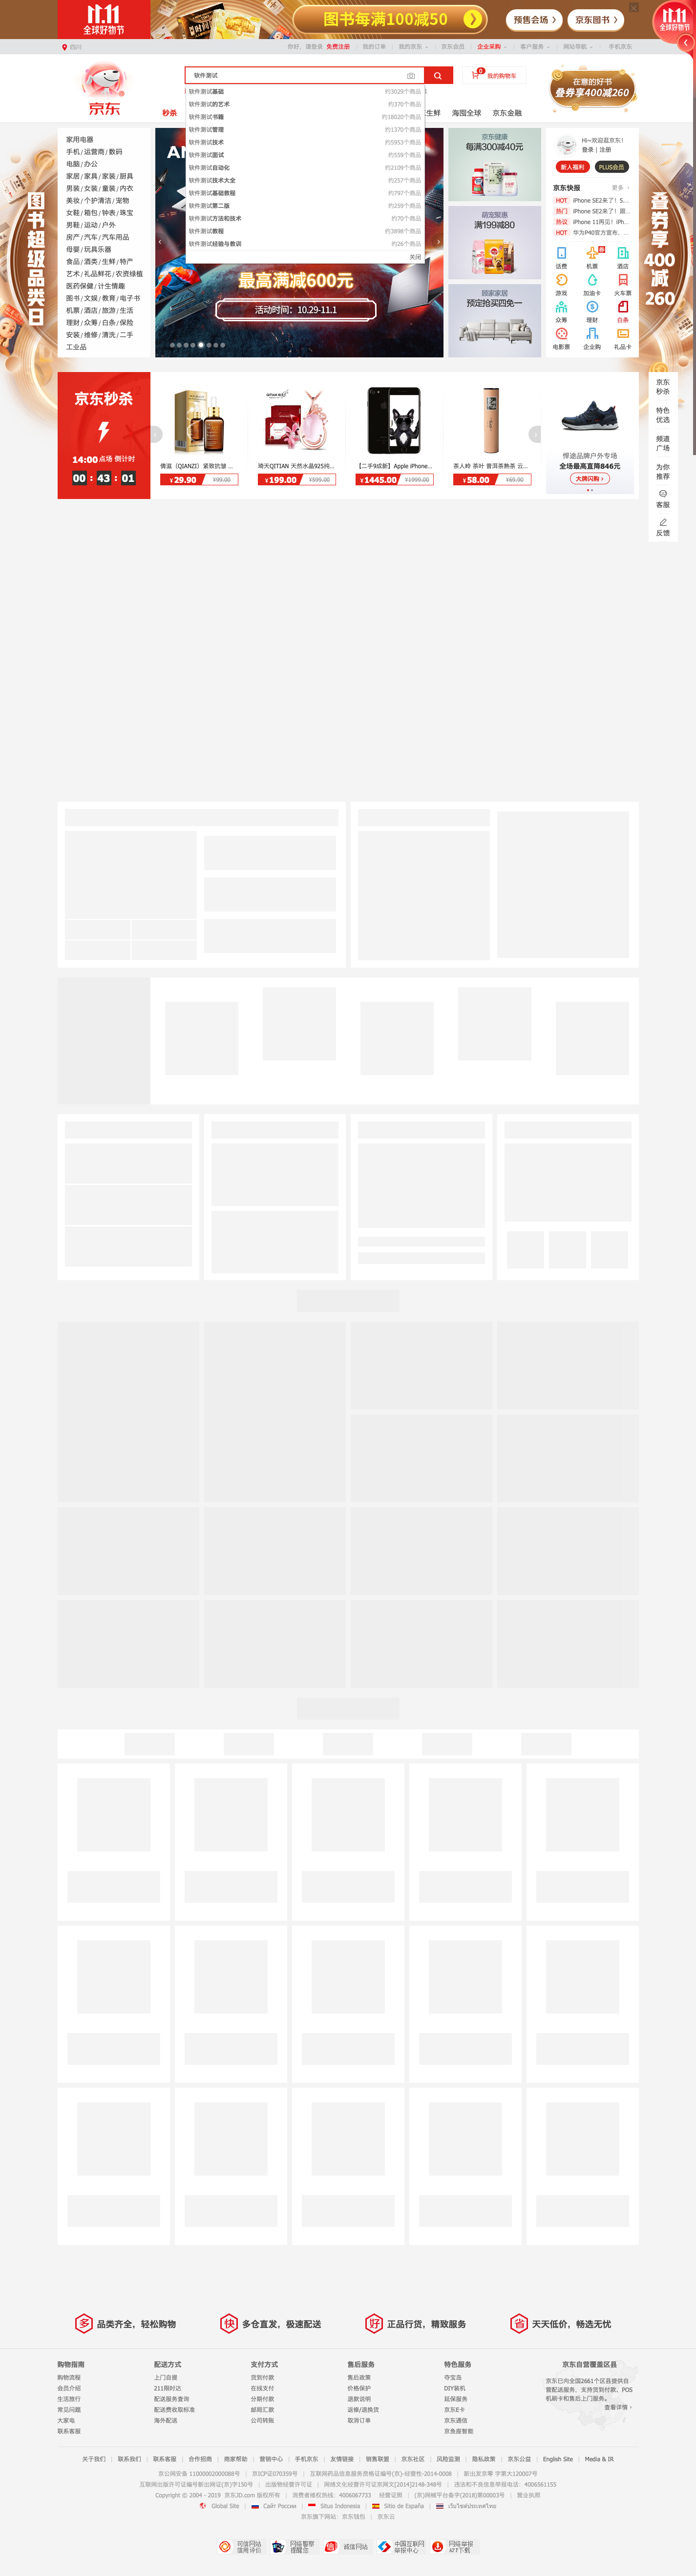 11.11
全球好物节
图书每满100减50
预售会场
京东图书
11.11
全球好物节
四川
你好，请登录 免费注册
我的订单
我的京东
京东会员
企业采购
客户服务
网站导航
手机京东
京东
软件测试
0
我的购物车
在意的好书
叠券享400减260
秒杀
生鲜
海囤全球
京东金融
软件测试基础 约3029个商品
软件测试的艺术 约370个商品
软件测试书籍 约18020个商品
软件测试管理 约1370个商品
软件测试技术 约5953个商品
软件测试面试 约559个商品
软件测试自动化 约2109个商品
软件测试技术大全 约257个商品
软件测试基础教程 约797个商品
软件测试第二版 约259个商品
软件测试方法和技术 约70个商品
软件测试教程 约3898个商品
软件测试经验与教训 约26个商品
关闭
图书超级品类日
叠券享
400减260
家用电器
手机 / 运营商 / 数码
电脑 / 办公
家居 / 家具 / 家装 / 厨具
男装 / 女装 / 童装 / 内衣
美妆 / 个护清洁 / 宠物
女鞋 / 箱包 / 钟表 / 珠宝
男鞋 / 运动 / 户外
房产 / 汽车 / 汽车用品
母婴 / 玩具乐器
食品 / 酒类 / 生鲜 / 特产
艺术 / 礼品鲜花 / 农资绿植
医药保健 / 计生情趣
图书 / 文娱 / 教育 / 电子书
机票 / 酒店 / 旅游 / 生活
理财 / 众筹 / 白条 / 保险
安装 / 维修 / 清洗 / 二手
工业品
最高满减600元
活动时间：10.29-11.1
京东健康
每满300减40元
萌宠聚惠
满199减80
顾家家居
预定抢买四免一
Hi~欢迎逛京东！
登录 | 注册
新人福利
PLUS会员
京东快报
更多
HOT iPhone SE2来了！5....
热门 iPhone SE2来了！跟...
热议 iPhone 11再见！iPh...
HOT 华为P40官方宣布，...
话费
机票
酒店
游戏
加油卡
火车票
众筹
理财
白条
电影票
企业购
礼品卡
京东秒杀
14:00点场 倒计时
00 : 43 : 01
倩滋（QIANZI）紧致抗皱 ...
¥29.90 ¥99.00
琦天QITIAN 天然水晶925纯...
¥199.00 ¥599.00
【二手9成新】Apple iPhone...
¥1445.00 ¥1999.00
茶人岭 茶叶 普洱茶熟茶 云...
¥58.00 ¥69.90
悍途品牌户外专场
全场最高直降846元
大牌闪购
京东
秒杀
特色
优选
频道
广场
为你
推荐
客服
反馈
多 品类齐全，轻松购物
快 多仓直发，极速配送
好 正品行货，精致服务
省 天天低价，畅选无忧
购物指南
购物流程
会员介绍
生活旅行
常见问题
大家电
联系客服
配送方式
上门自提
211限时达
配送服务查询
配送费收取标准
海外配送
支付方式
货到付款
在线支付
分期付款
邮局汇款
公司转账
售后服务
售后政策
价格保护
退款说明
返修/退换货
取消订单
特色服务
夺宝岛
DIY装机
延保服务
京东E卡
京东通信
京鱼座智能
京东自营覆盖区县
京东已向全国2661个区县提供自
营配送服务，支持货到付款、POS
机刷卡和售后上门服务。
查看详情
关于我们 | 联系我们 | 联系客服 | 合作招商 | 商家帮助 | 营销中心 | 手机京东 | 友情链接 | 销售联盟 | 京东社区 | 风险监测 | 隐私政策 | 京东公益 | English Site | Media & IR
京公网安备 11000002000088号 | 京ICP证070359号 | 互联网药品信息服务资格证编号(京)-经营性-2014-0008 | 新出发京零 字第大120007号
互联网出版许可证编号新出网证(京)字150号 | 出版物经营许可证 | 网络文化经营许可证京网文[2014]2148-348号 | 违法和不良信息举报电话：4006561155
Copyright © 2004 - 2019 京东JD.com 版权所有 | 消费者维权热线：4006067733 经营证照 | (京)网械平台备字(2018)第00003号 | 营业执照
Global Site | Сайт России | Situs Indonesia | Sitio de España | เว็บไซต์ประเทศไทย
京东旗下网站：京东钱包 | 京东云
可信网站
信用评价
网络警察
提醒您
诚信网站
中国互联网
举报中心
网络举报
APP下载